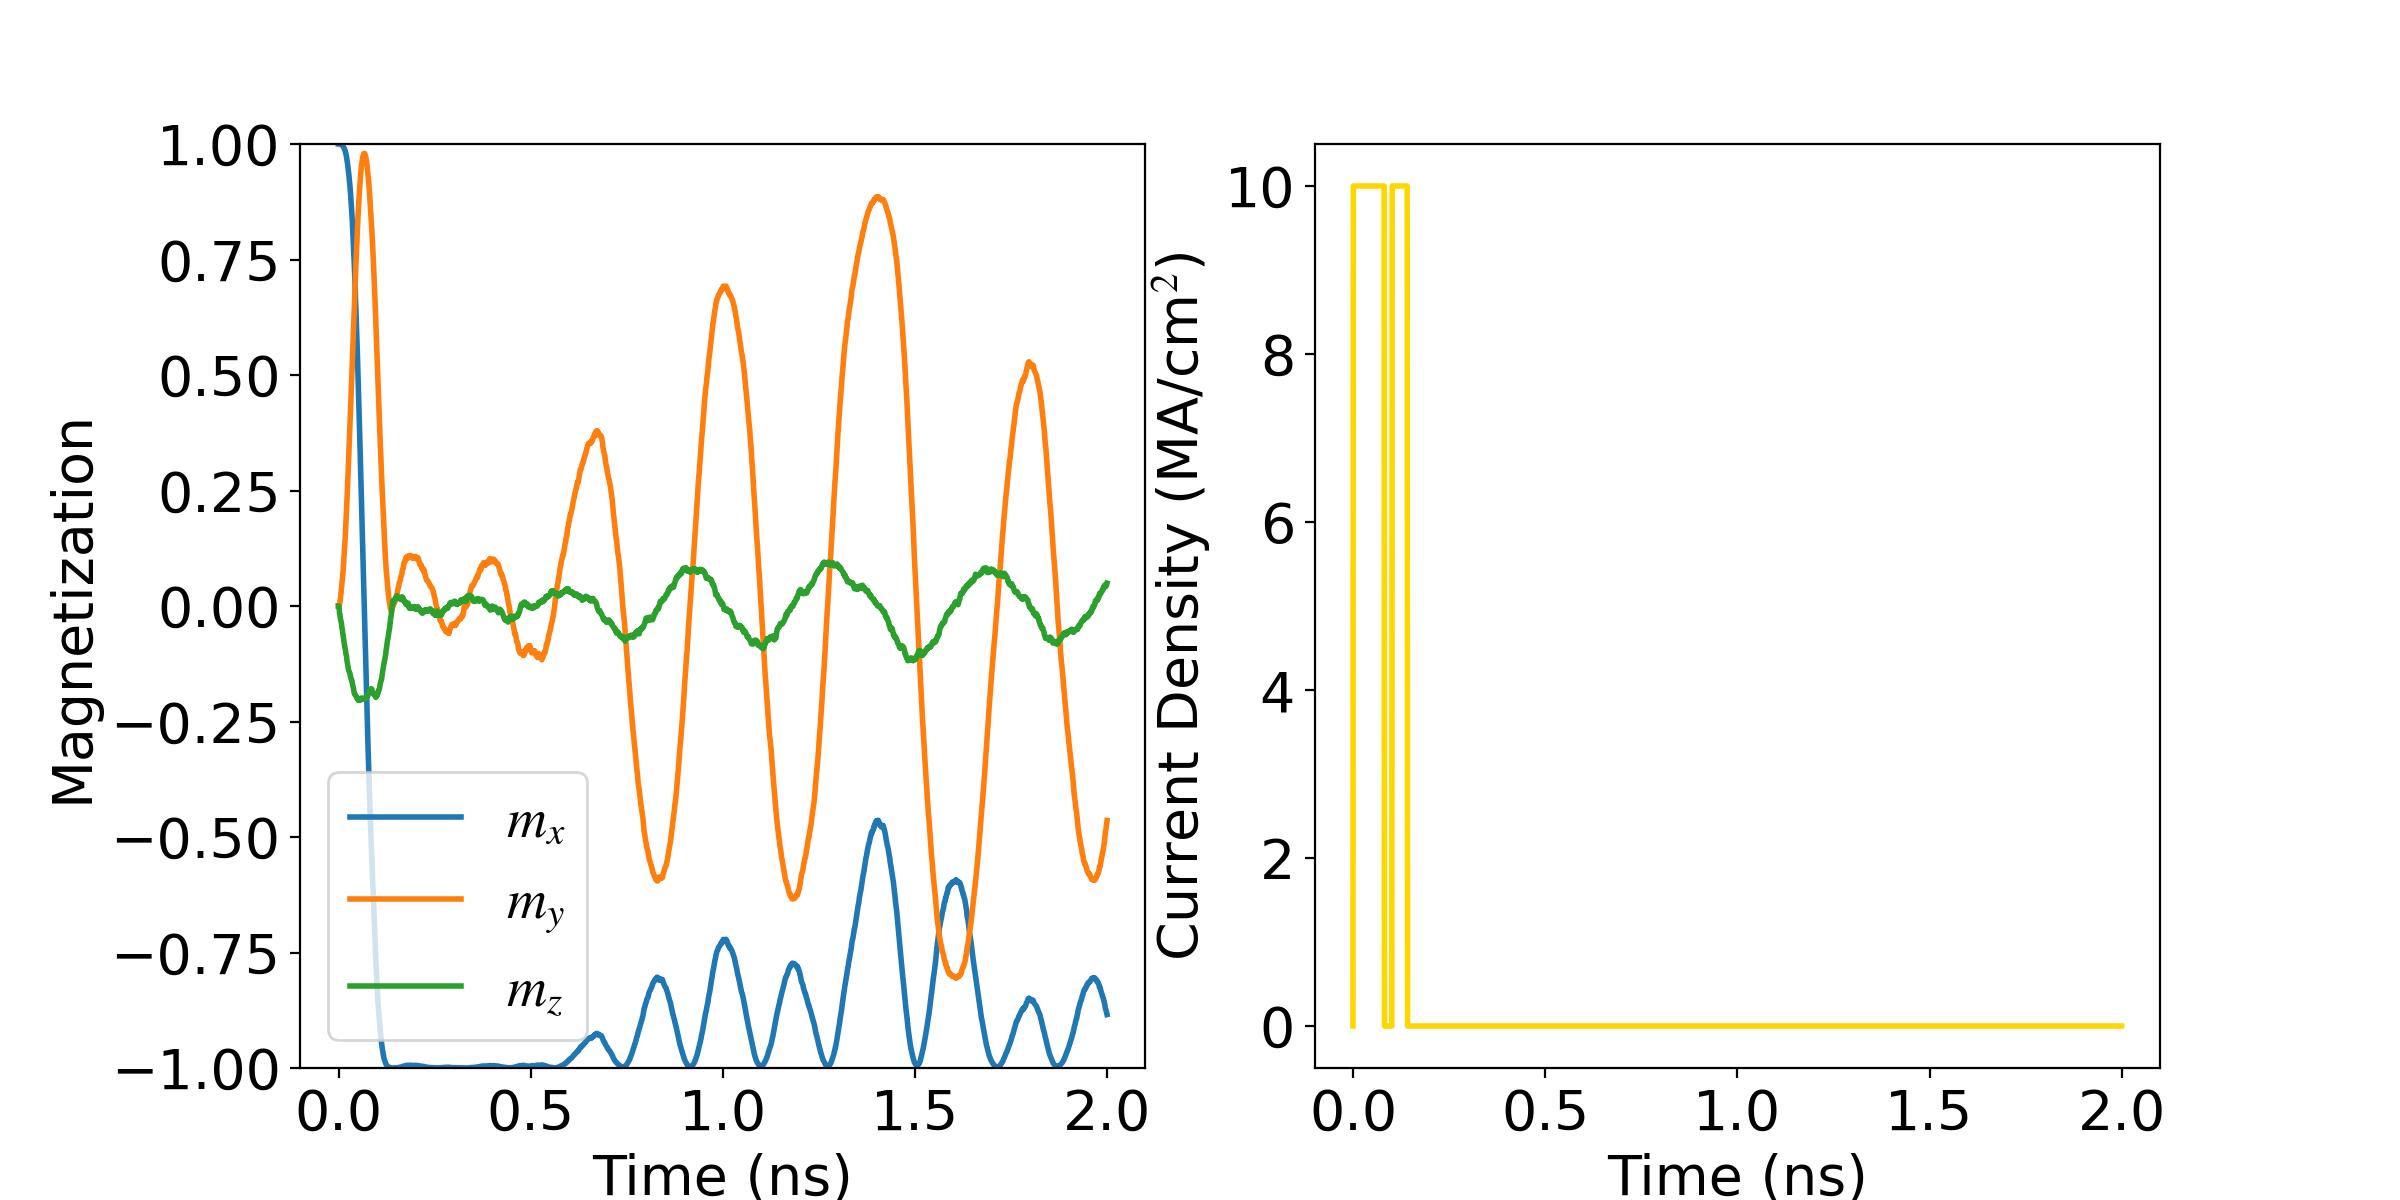 1.00
0.75
0.50
0.25
0.00
−0.25
−0.50
−0.75
−1.00
Magnetization
m_x
m_y
m_z
0.0 0.5 1.0 1.5 2.0
Time (ns)
10
8
6
4
2
0
Current Density (MA/cm²)
0.0 0.5 1.0 1.5 2.0
Time (ns)